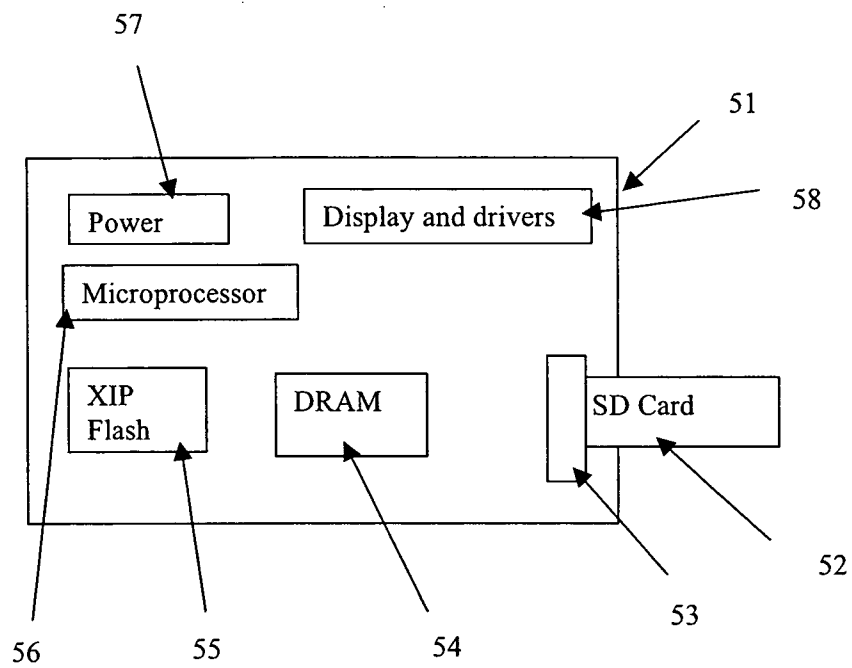 57
51
Power
Display and drivers
58
Microprocessor
XIP
Flash
DRAM
SD Card
52
53
56
55
54